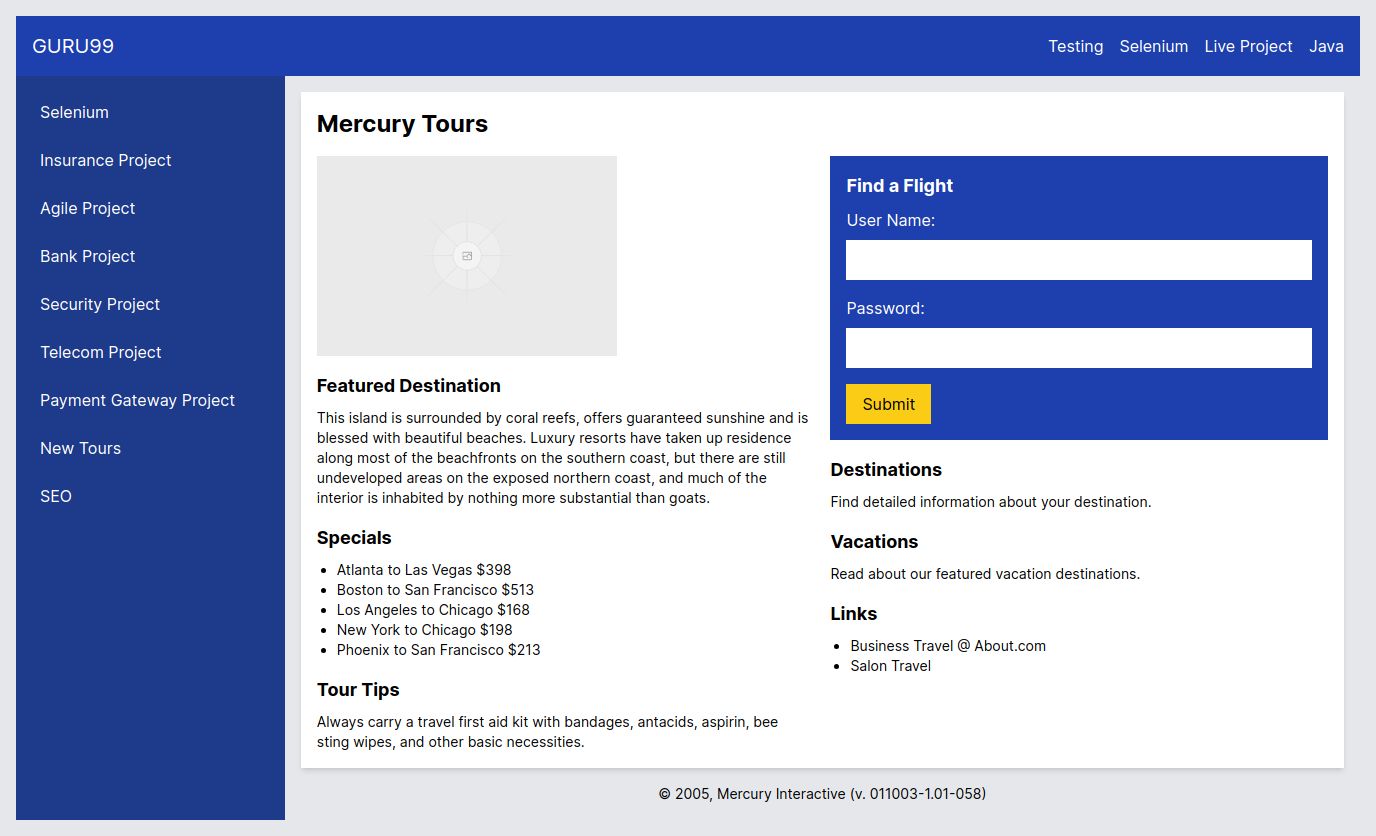 GURU99
Testing Selenium Live Project Java
Selenium
Insurance Project
Agile Project
Bank Project
Security Project
Telecom Project
Payment Gateway Project
New Tours
SEO
Mercury Tours
Featured Destination
This island is surrounded by coral reefs, offers guaranteed sunshine and is
blessed with beautiful beaches. Luxury resorts have taken up residence
along most of the beachfronts on the southern coast, but there are still
undeveloped areas on the exposed northern coast, and much of the
interior is inhabited by nothing more substantial than goats.
Specials
• Atlanta to Las Vegas $398
• Boston to San Francisco $513
• Los Angeles to Chicago $168
• New York to Chicago $198
• Phoenix to San Francisco $213
Tour Tips
Always carry a travel first aid kit with bandages, antacids, aspirin, bee
sting wipes, and other basic necessities.
Find a Flight
User Name:
Password:
Submit
Destinations
Find detailed information about your destination.
Vacations
Read about our featured vacation destinations.
Links
• Business Travel @ About.com
• Salon Travel
© 2005, Mercury Interactive (v. 011003-1.01-058)